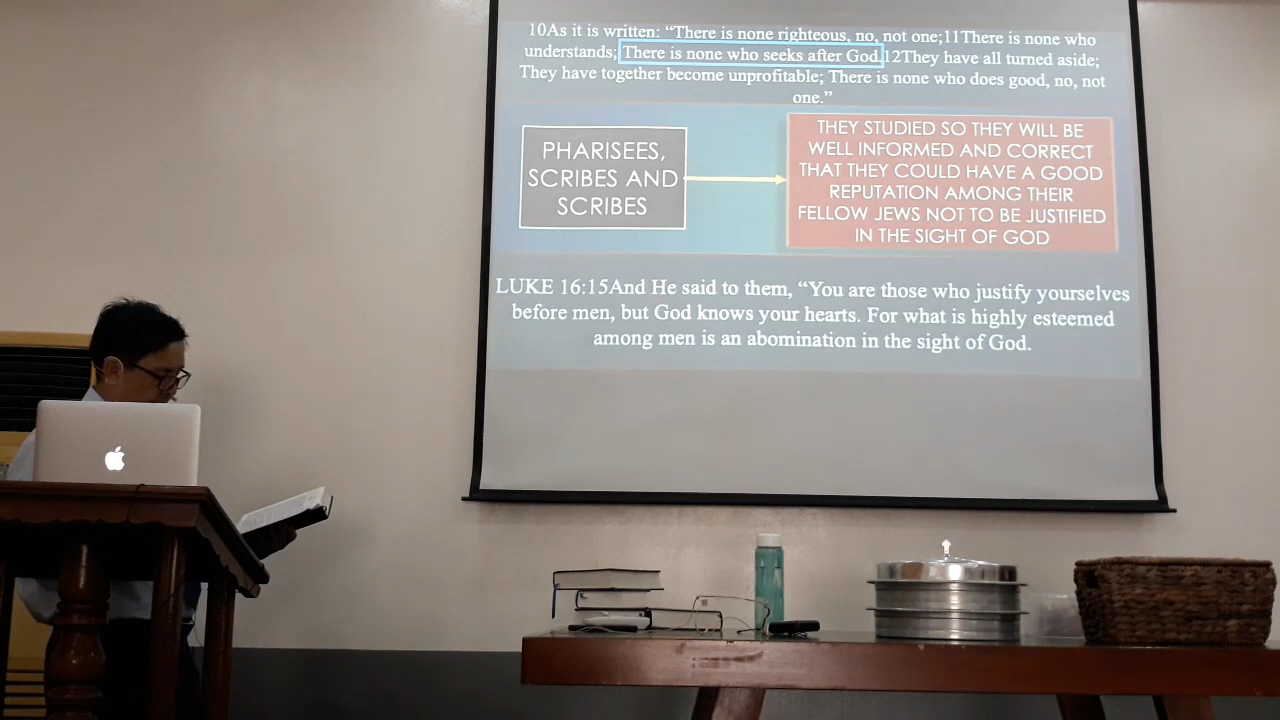 10As it is written: “There is none righteous, no, not one;11There is none who
understands; There is none who seeks after God.12They have all turned aside;
They have together become unprofitable; There is none who does good, no, not
one.”
PHARISEES,
SCRIBES AND
SCRIBES
THEY STUDIED SO THEY WILL BE
WELL INFORMED AND CORRECT
THAT THEY COULD HAVE A GOOD
REPUTATION AMONG THEIR
FELLOW JEWS NOT TO BE JUSTIFIED
IN THE SIGHT OF GOD
LUKE 16:15And He said to them, “You are those who justify yourselves
before men, but God knows your hearts. For what is highly esteemed
among men is an abomination in the sight of God.